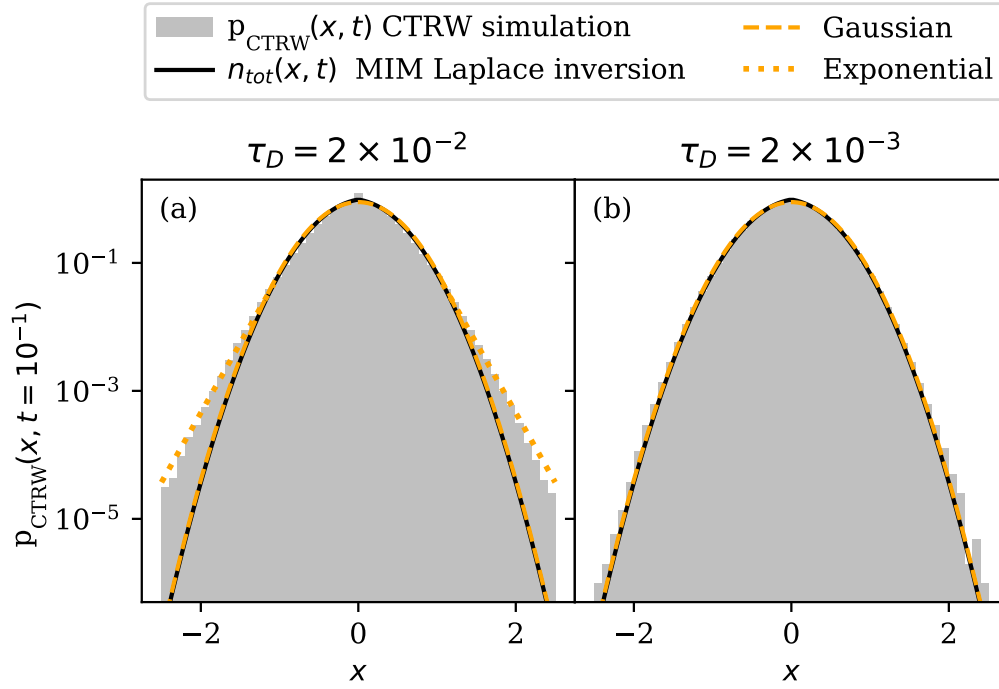 p_CTRW(x, t) CTRW simulation
n_tot(x, t) MIM Laplace inversion
Gaussian
Exponential
τ_D = 2 × 10⁻²
τ_D = 2 × 10⁻³
(a)
(b)
p_CTRW(x, t = 10⁻¹)
10⁻¹
10⁻³
10⁻⁵
−2 0 2
−2 0 2
x
x